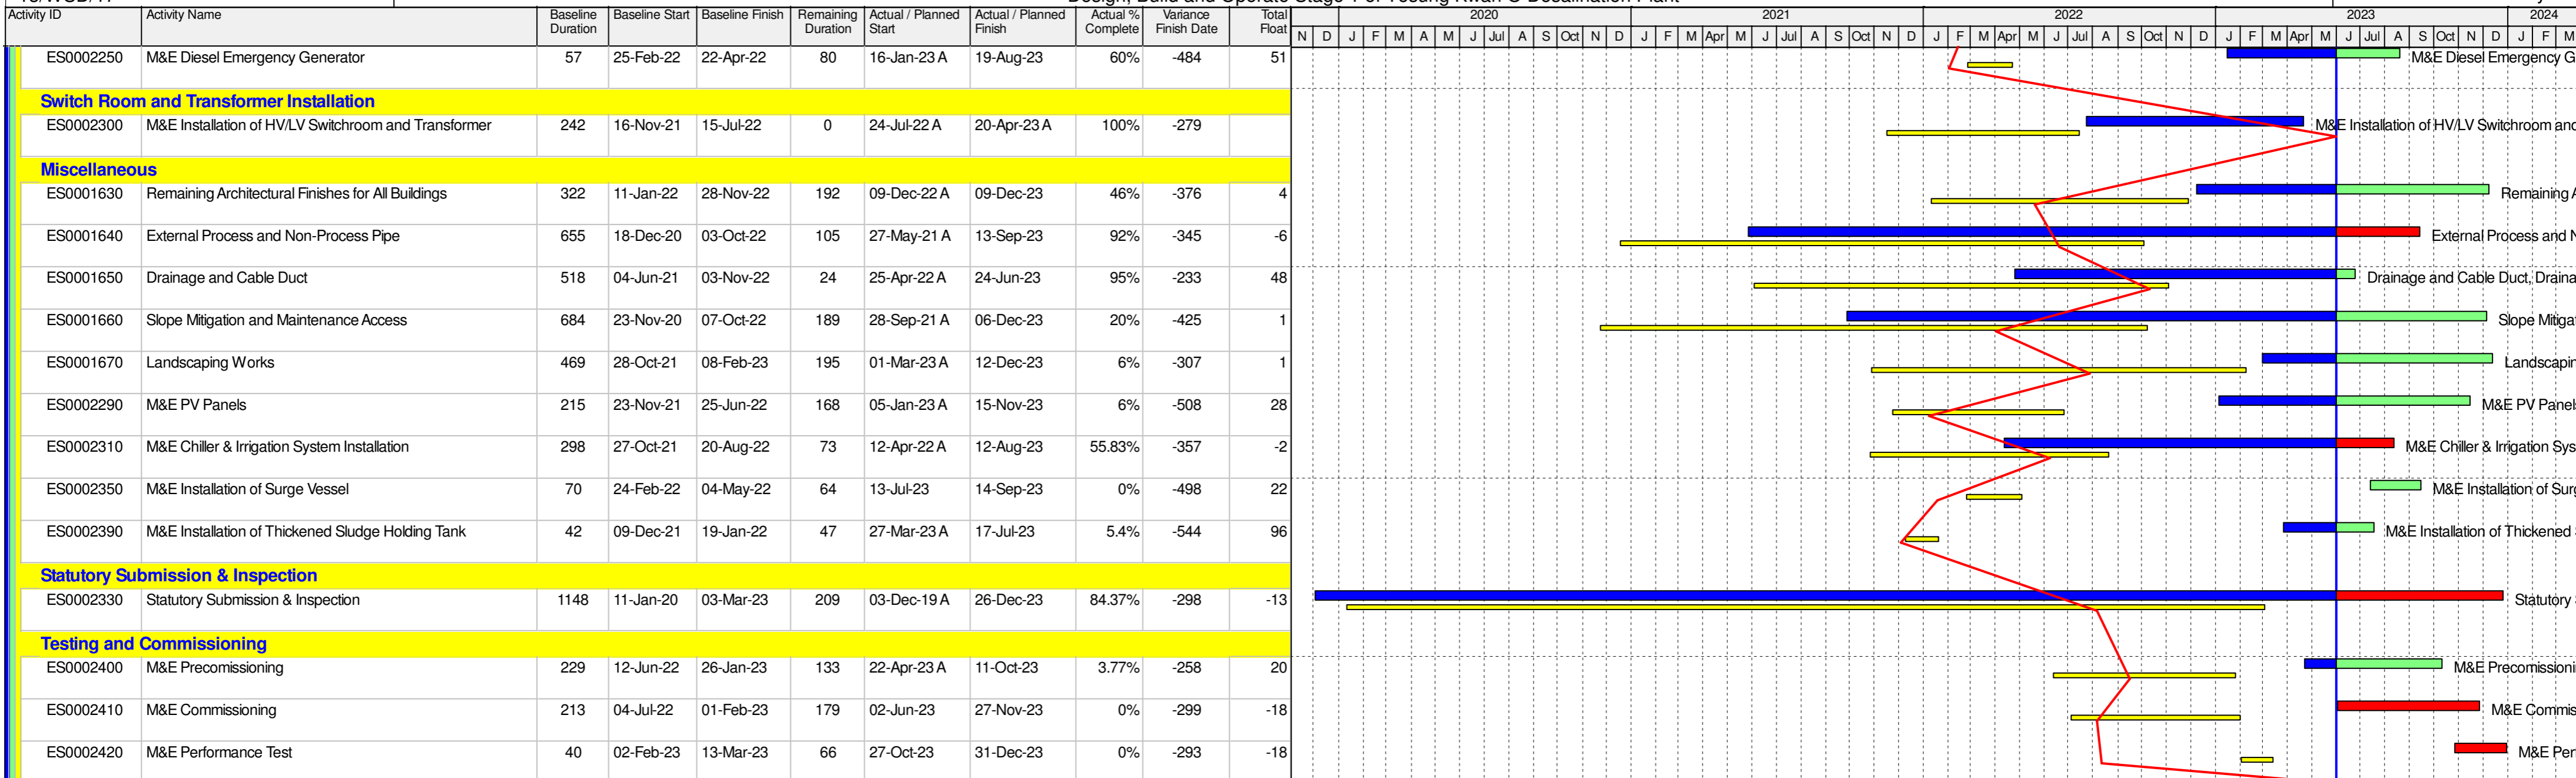 Activity ID Activity Name Baseline Duration Baseline Start Baseline Finish Remaining Duration Actual / Planned Start Actual / Planned Finish Actual % Complete Variance Finish Date Total Float
2020 2021 2022 2023 2024
N D J F M A M J Jul A S Oct N D J F M Apr M J Jul A S Oct N D J F M Apr M J Jul A S Oct N D J F M Apr M J Jul A S Oct N D J F M
ES0002250 M&E Diesel Emergency Generator 57 25-Feb-22 22-Apr-22 80 16-Jan-23 A 19-Aug-23 60% -484 51 M&E Diesel Emergency G
Switch Room and Transformer Installation
ES0002300 M&E Installation of HV/LV Switchroom and Transformer 242 16-Nov-21 15-Jul-22 0 24-Jul-22 A 20-Apr-23 A 100% -279 M&E Installation of HV/LV Switchroom and
Miscellaneous
ES0001630 Remaining Architectural Finishes for All Buildings 322 11-Jan-22 28-Nov-22 192 09-Dec-22 A 09-Dec-23 46% -376 4 Remaining A
ES0001640 External Process and Non-Process Pipe 655 18-Dec-20 03-Oct-22 105 27-May-21 A 13-Sep-23 92% -345 -6 External Process and N
ES0001650 Drainage and Cable Duct 518 04-Jun-21 03-Nov-22 24 25-Apr-22 A 24-Jun-23 95% -233 48 Drainage and Cable Duct, Draina
ES0001660 Slope Mitigation and Maintenance Access 684 23-Nov-20 07-Oct-22 189 28-Sep-21 A 06-Dec-23 20% -425 1 Slope Mitigat
ES0001670 Landscaping Works 469 28-Oct-21 08-Feb-23 195 01-Mar-23 A 12-Dec-23 6% -307 1 Landscapin
ES0002290 M&E PV Panels 215 23-Nov-21 25-Jun-22 168 05-Jan-23 A 15-Nov-23 6% -508 28 M&E PV Panel
ES0002310 M&E Chiller & Irrigation System Installation 298 27-Oct-21 20-Aug-22 73 12-Apr-22 A 12-Aug-23 55.83% -357 -2 M&E Chiller & Irrigation Sys
ES0002350 M&E Installation of Surge Vessel 70 24-Feb-22 04-May-22 64 13-Jul-23 14-Sep-23 0% -498 22 M&E Installation of Surg
ES0002390 M&E Installation of Thickened Sludge Holding Tank 42 09-Dec-21 19-Jan-22 47 27-Mar-23 A 17-Jul-23 5.4% -544 96 M&E Installation of Thickened
Statutory Submission & Inspection
ES0002330 Statutory Submission & Inspection 1148 11-Jan-20 03-Mar-23 209 03-Dec-19 A 26-Dec-23 84.37% -298 -13 Statutory
Testing and Commissioning
ES0002400 M&E Precomissioning 229 12-Jun-22 26-Jan-23 133 22-Apr-23 A 11-Oct-23 3.77% -258 20 M&E Precomissioni
ES0002410 M&E Commissioning 213 04-Jul-22 01-Feb-23 179 02-Jun-23 27-Nov-23 0% -299 -18 M&E Commis
ES0002420 M&E Performance Test 40 02-Feb-23 13-Mar-23 66 27-Oct-23 31-Dec-23 0% -293 -18 M&E Per